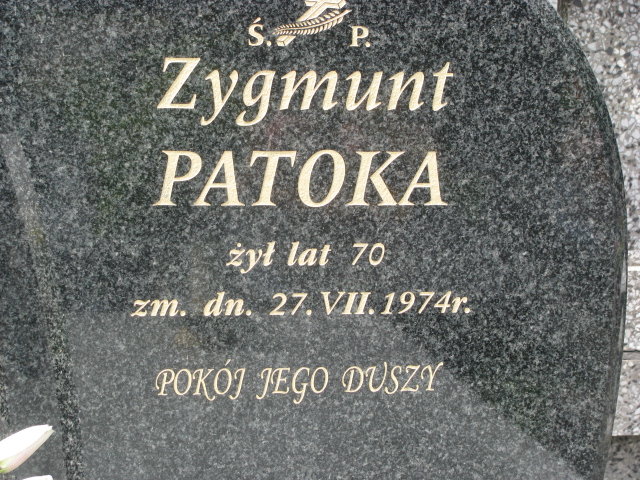 Ś. P.
Zygmunt
PATOKA
żył lat 70
zm. dn. 27.VII.1974r.
POKÓJ JEGO DUSZY